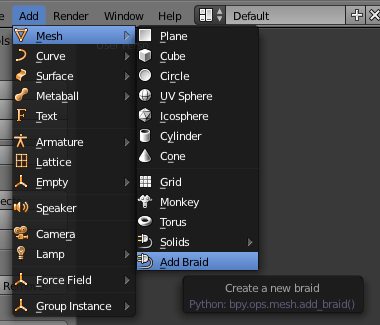 Add Render Window Help Default
Mesh
Curve
Surface
Metaball
Text
Armature
Lattice
Empty
Speaker
Camera
Lamp
Force Field
Group Instance
Plane
Cube
Circle
UV Sphere
Icosphere
Cylinder
Cone
Grid
Monkey
Torus
Solids
Add Braid
Create a new braid
Python: bpy.ops.mesh.add_braid()